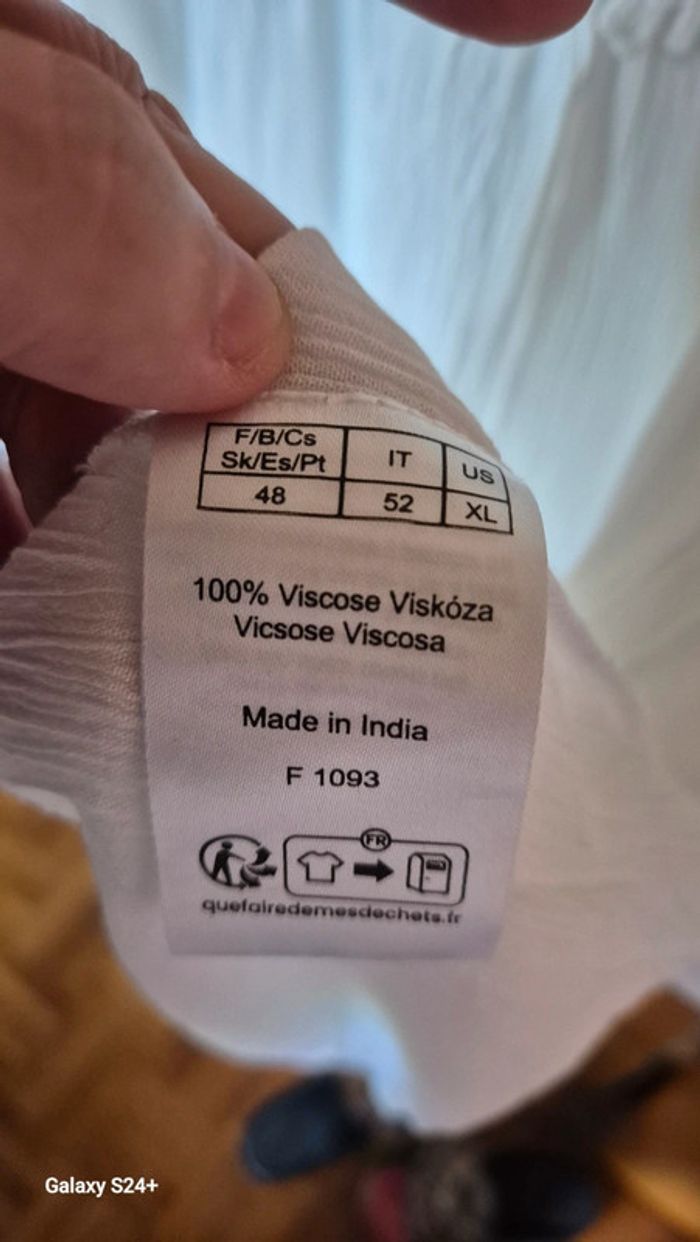 F/B/Cs
Sk/Es/Pt
IT
US
48
52
XL
100% Viscose Viskóza
Vicsose Viscosa
Made in India
F 1093
FR
quefairedemesdechets.fr
Galaxy S24+